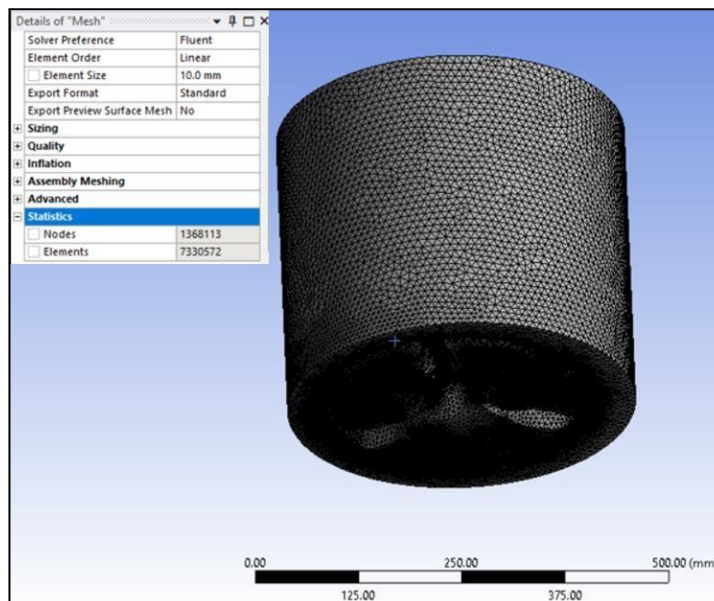 Details of "Mesh"
Solver Preference Fluent
Element Order Linear
Element Size 10.0 mm
Export Format Standard
Export Preview Surface Mesh No
Sizing
Quality
Inflation
Assembly Meshing
Advanced
Statistics
Nodes 1368113
Elements 7330572
0.00 250.00 500.00 (mm
125.00 375.00